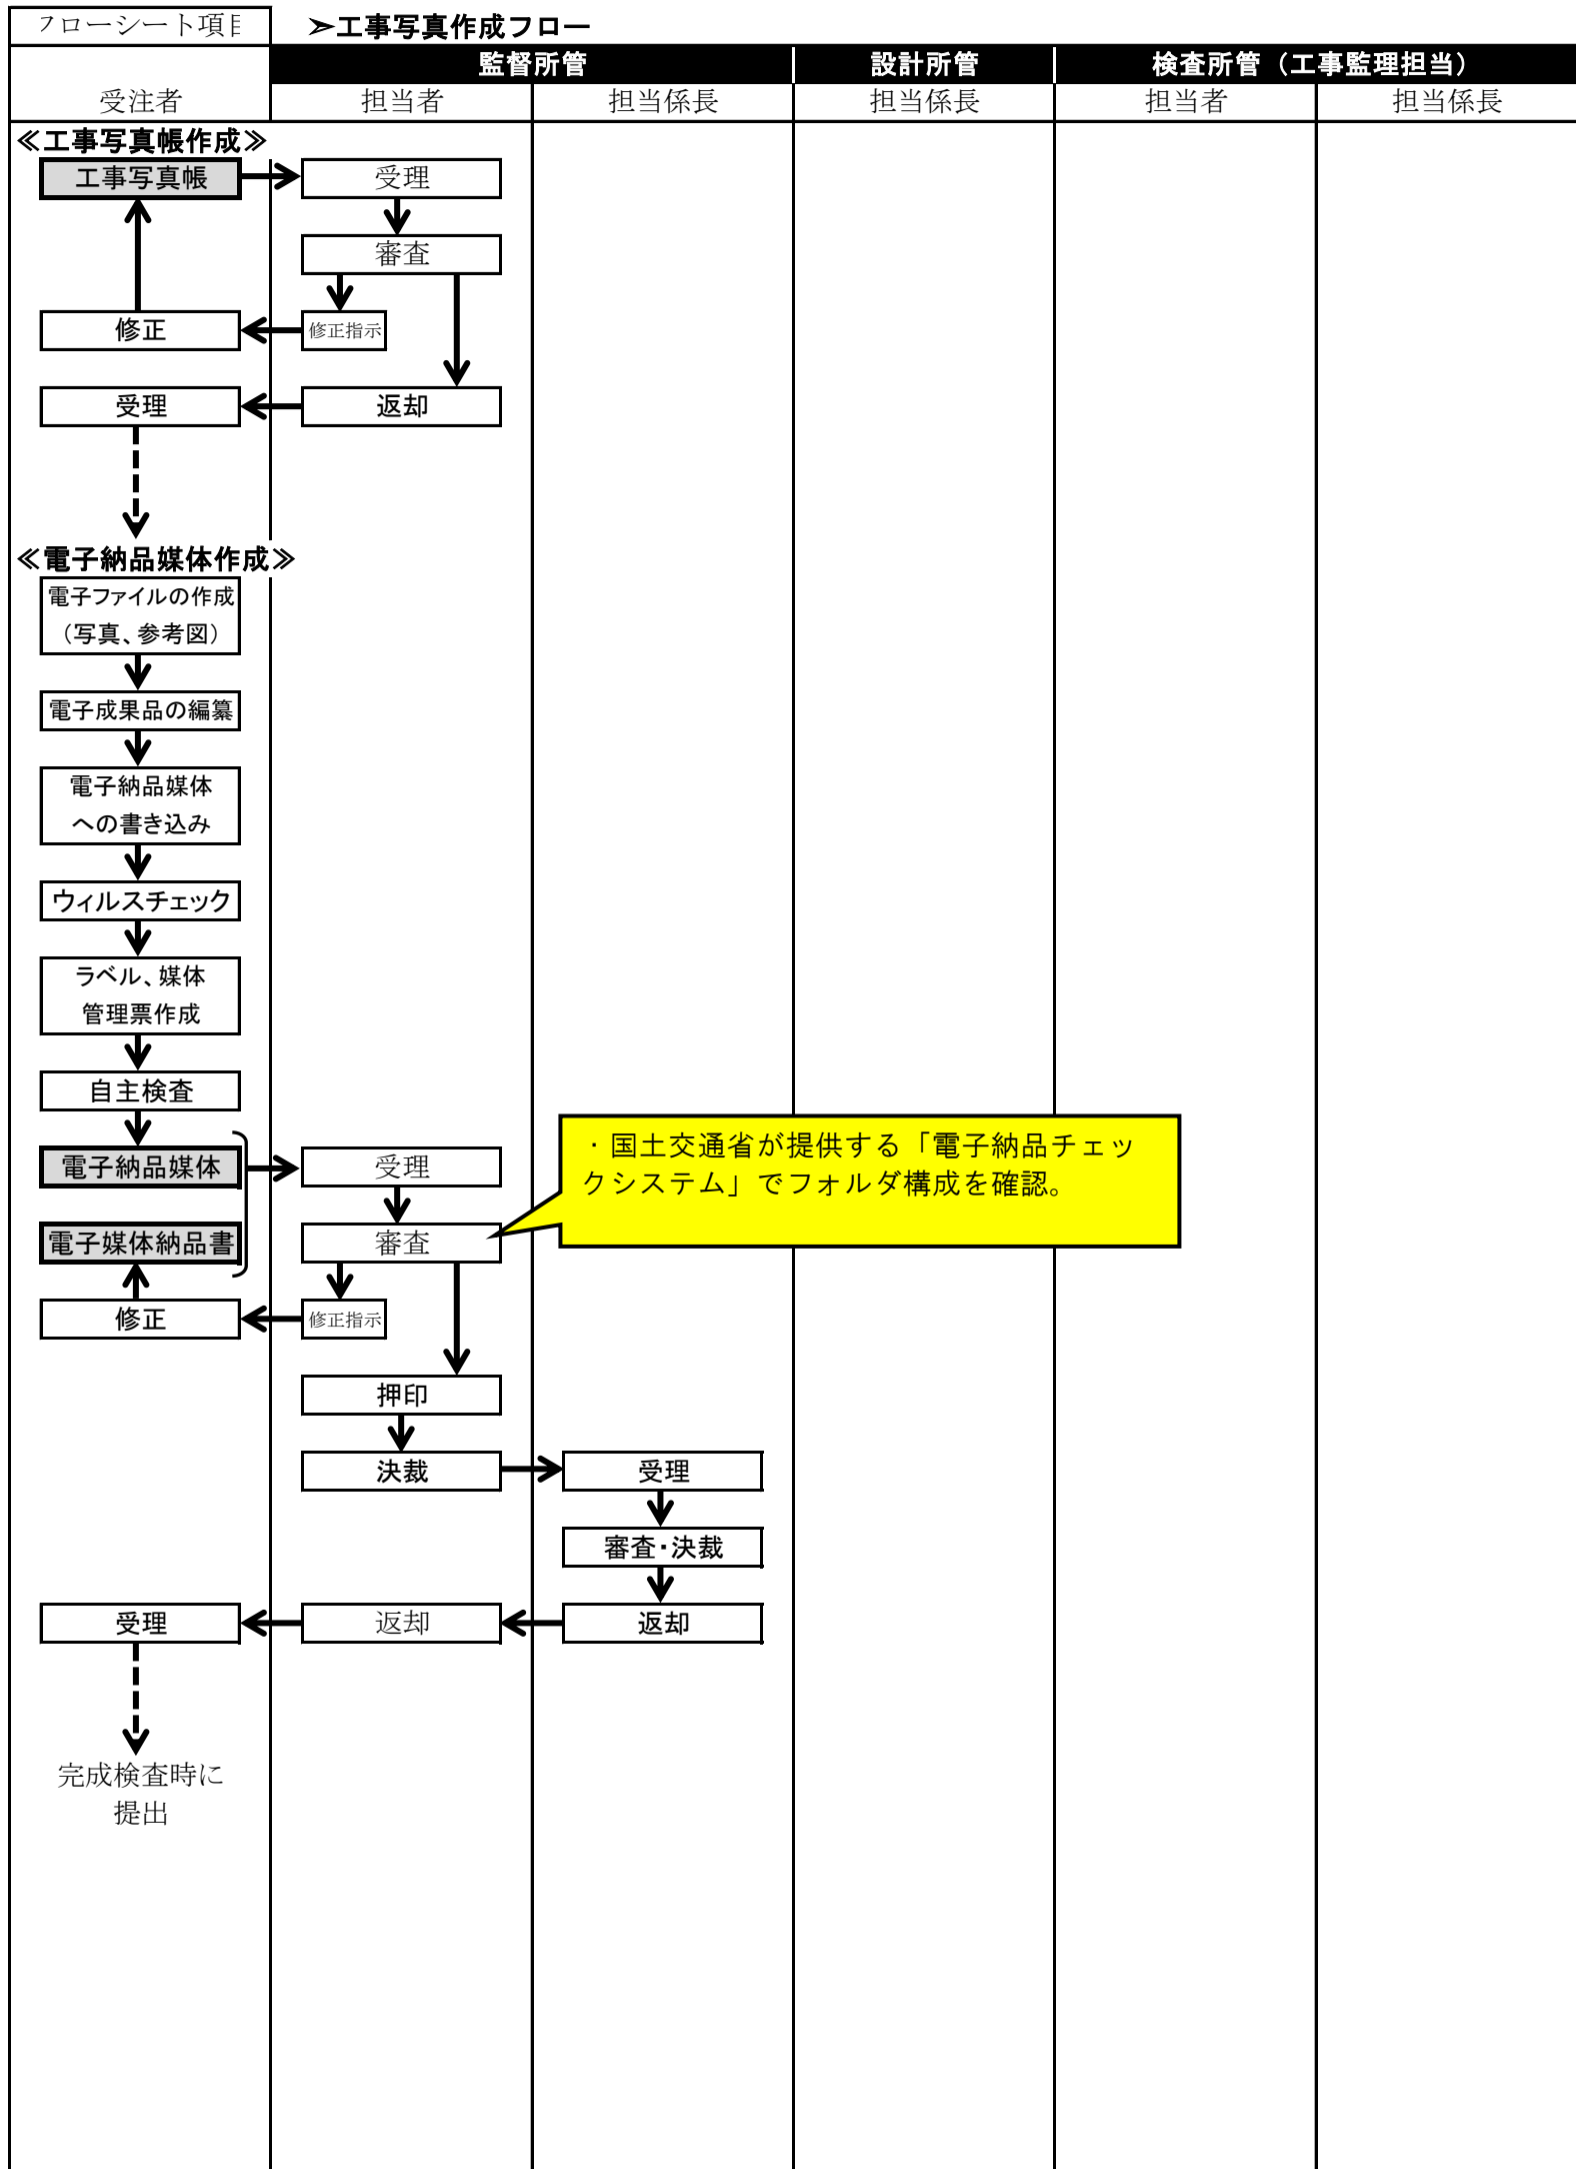 フローシート項目
➢工事写真作成フロー
監督所管
設計所管
検査所管（工事監理担当）
受注者
担当者
担当係長
担当係長
担当者
担当係長
≪工事写真帳作成≫
工事写真帳
受理
審査
修正
修正指示
受理
返却
≪電子納品媒体作成≫
電子ファイルの作成
（写真、参考図）
電子成果品の編纂
電子納品媒体
への書き込み
ウィルスチェック
ラベル、媒体
管理票作成
自主検査
・国土交通省が提供する「電子納品チェッ
クシステム」でフォルダ構成を確認。
電子納品媒体
受理
電子媒体納品書
審査
修正
修正指示
押印
決裁
受理
審査・決裁
受理
返却
返却
完成検査時に
提出